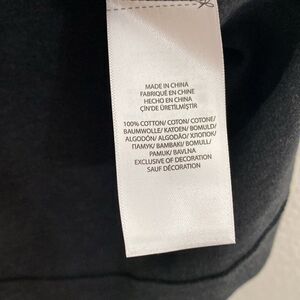 MADE IN CHINA
FABRIQUÉ EN CHINE
HECHO EN CHINA
ÇİN'DE ÜRETİLMİŞTİR
100% COTTON/ COTON/ COTONE/
BAUMWOLLE/ KATOEN/ BOMULD/
ALGODÓN/ ALGODÃO/ ХЛОПОК/
ПАМУК/ BAMBAKI/ BOMULL/
PAMUK/ BAVLNA
EXCLUSIVE OF DECORATION
SAUF DÉCORATION